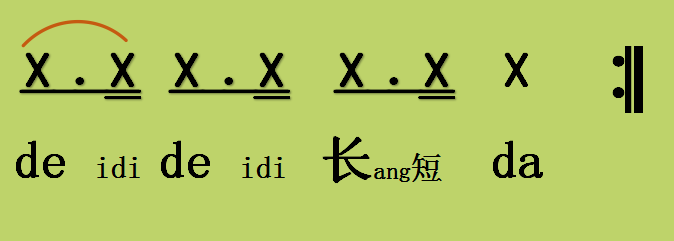 X . X X . X X . X X :‖
de idi de idi 长ang短 da